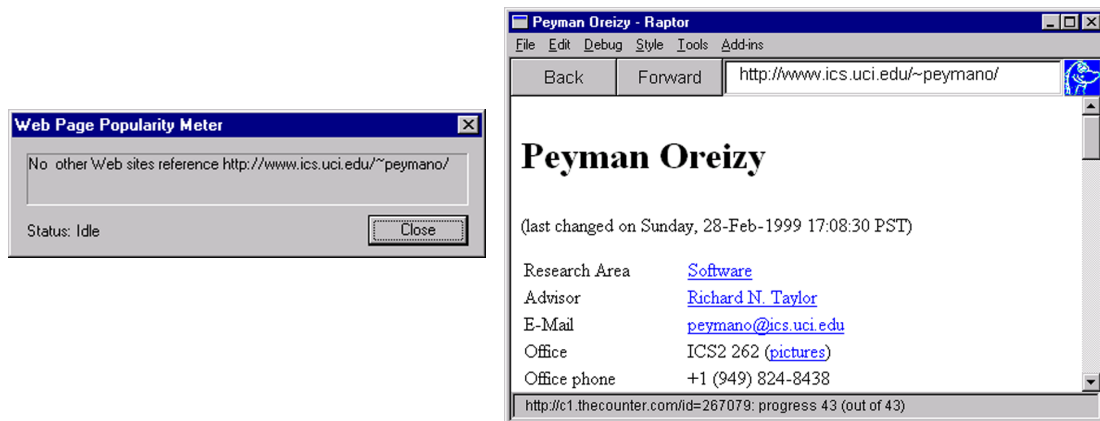 Web Page Popularity Meter
No other Web sites reference http://www.ics.uci.edu/~peymano/
Status: Idle
Close
Peyman Oreizy - Raptor
File Edit Debug Style Tools Add-ins
Back Forward http://www.ics.uci.edu/~peymano/
Peyman Oreizy
(last changed on Sunday, 28-Feb-1999 17:08:30 PST)
Research Area Software
Advisor Richard N. Taylor
E-Mail peymano@ics.uci.edu
Office ICS2 262 (pictures)
Office phone +1 (949) 824-8438
http://c1.thecounter.com/id=267079: progress 43 (out of 43)